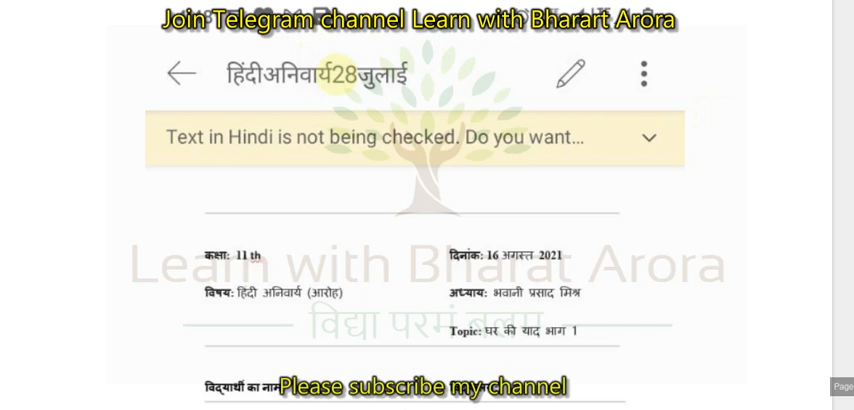 Join Telegram channel Learn with Bharart Arora
हिंदीअनिवार्य28जुलाई
Text in Hindi is not being checked. Do you want...
कक्षा: 11 th दिनांक: 16 अगस्त 2021
Learn with Bharat Arora
विषय: हिंदी अनिवार्य (आरोह) अध्याय: भवानी प्रसाद मिश्र
विद्या परमं बलम
Topic: घर की याद भाग 1
विद्यार्थी का नाम
Please subscribe my channel
Page